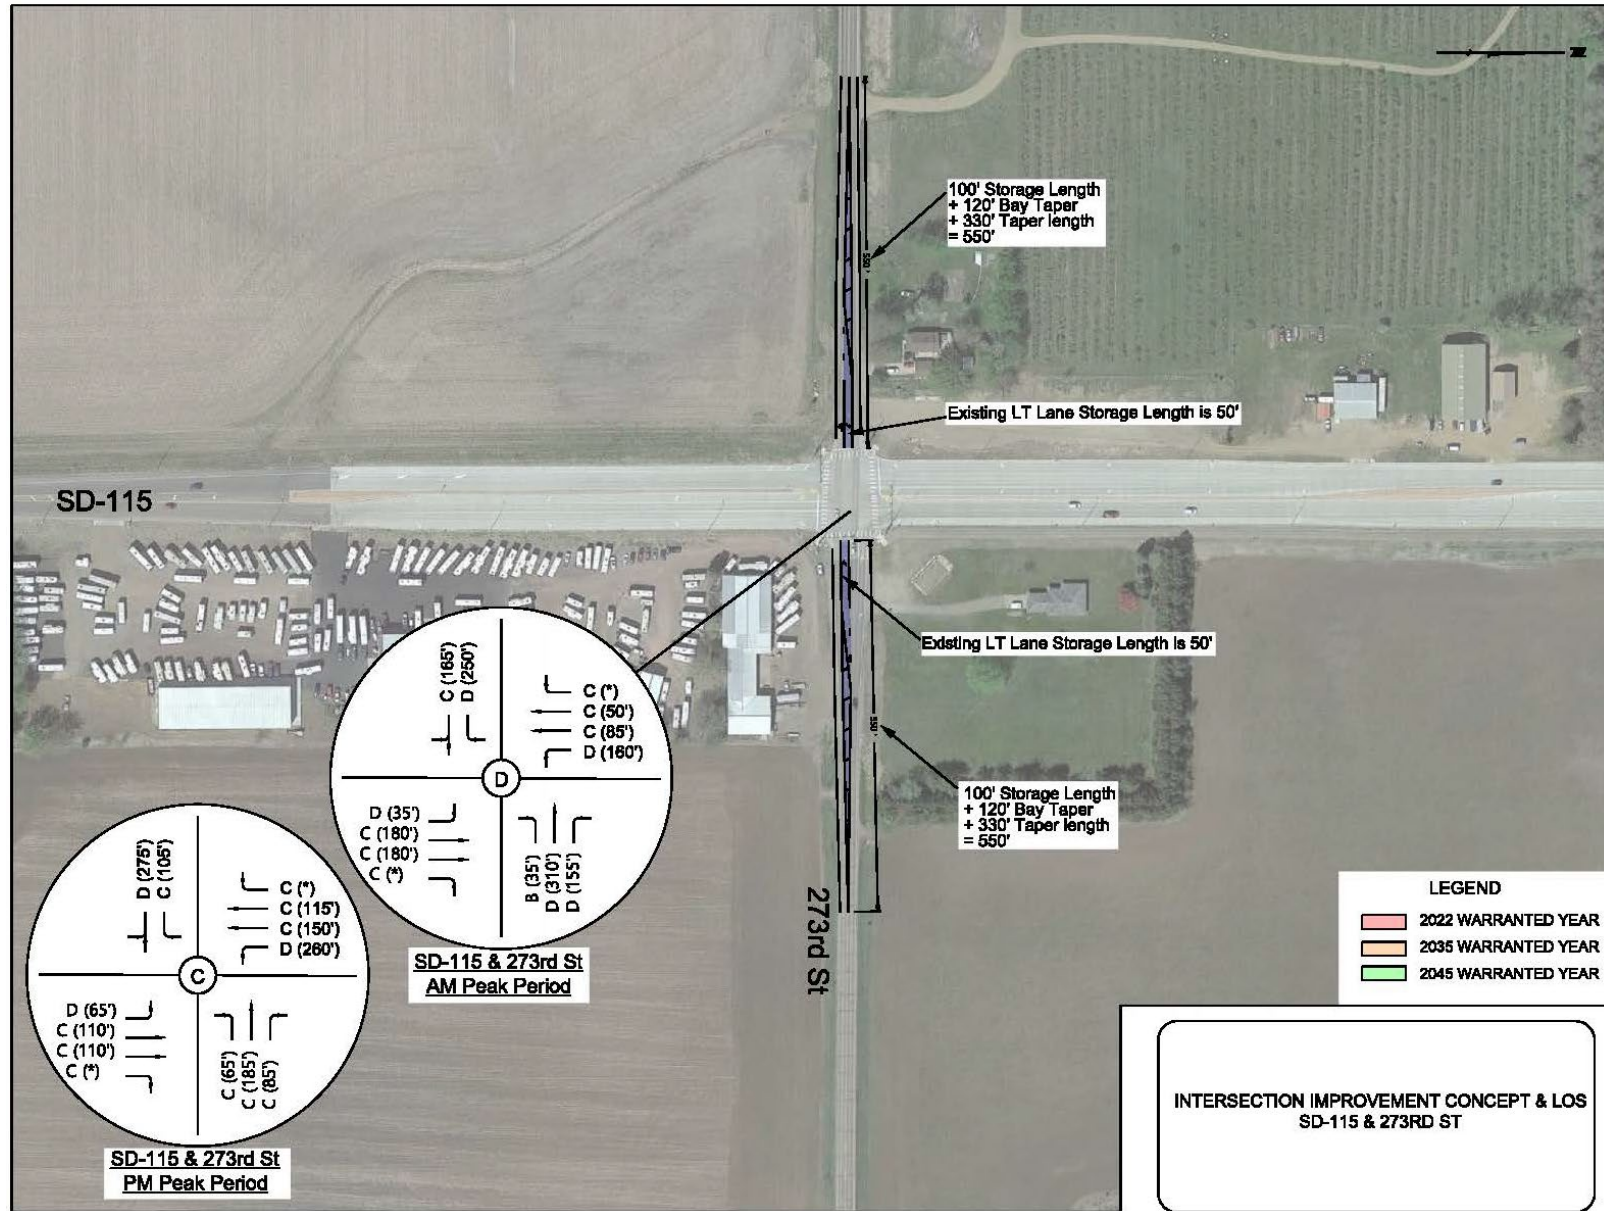 100' Storage Length
+ 120' Bay Taper
+ 330' Taper length
= 550'
550'
Existing LT Lane Storage Length is 50'
SD-115
Existing LT Lane Storage Length is 50'
550'
100' Storage Length
+ 120' Bay Taper
+ 330' Taper length
= 550'
273rd St
C (165')
D (250')
C (*)
C (50')
C (85')
D (160')
D
D (35')
C (180')
C (180')
C (*)
B (35')
D (310')
D (155')
SD-115 & 273rd St
AM Peak Period
D (275')
C (105')
C (*)
C (115')
C (150')
D (260')
C
D (65')
C (110')
C (110')
C (*)
C (65')
C (185')
C (85')
SD-115 & 273rd St
PM Peak Period
LEGEND
2022 WARRANTED YEAR
2035 WARRANTED YEAR
2045 WARRANTED YEAR
INTERSECTION IMPROVEMENT CONCEPT & LOS
SD-115 & 273RD ST